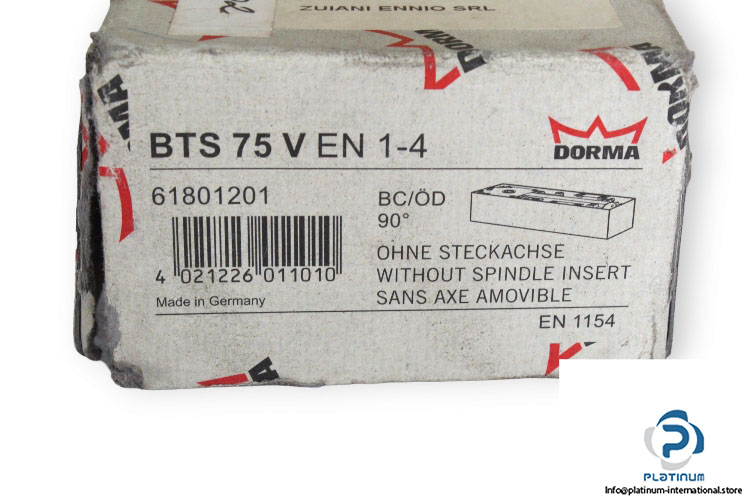 ZUIANI ENNIO SRL
DORMA
BTS 75 V EN 1-4
DORMA
61801201
BC/ÖD
90°
4 021226 011010
OHNE STECKACHSE
WITHOUT SPINDLE INSERT
SANS AXE AMOVIBLE
Made in Germany
EN 1154
PLATINUM
Info@platinum-international.store